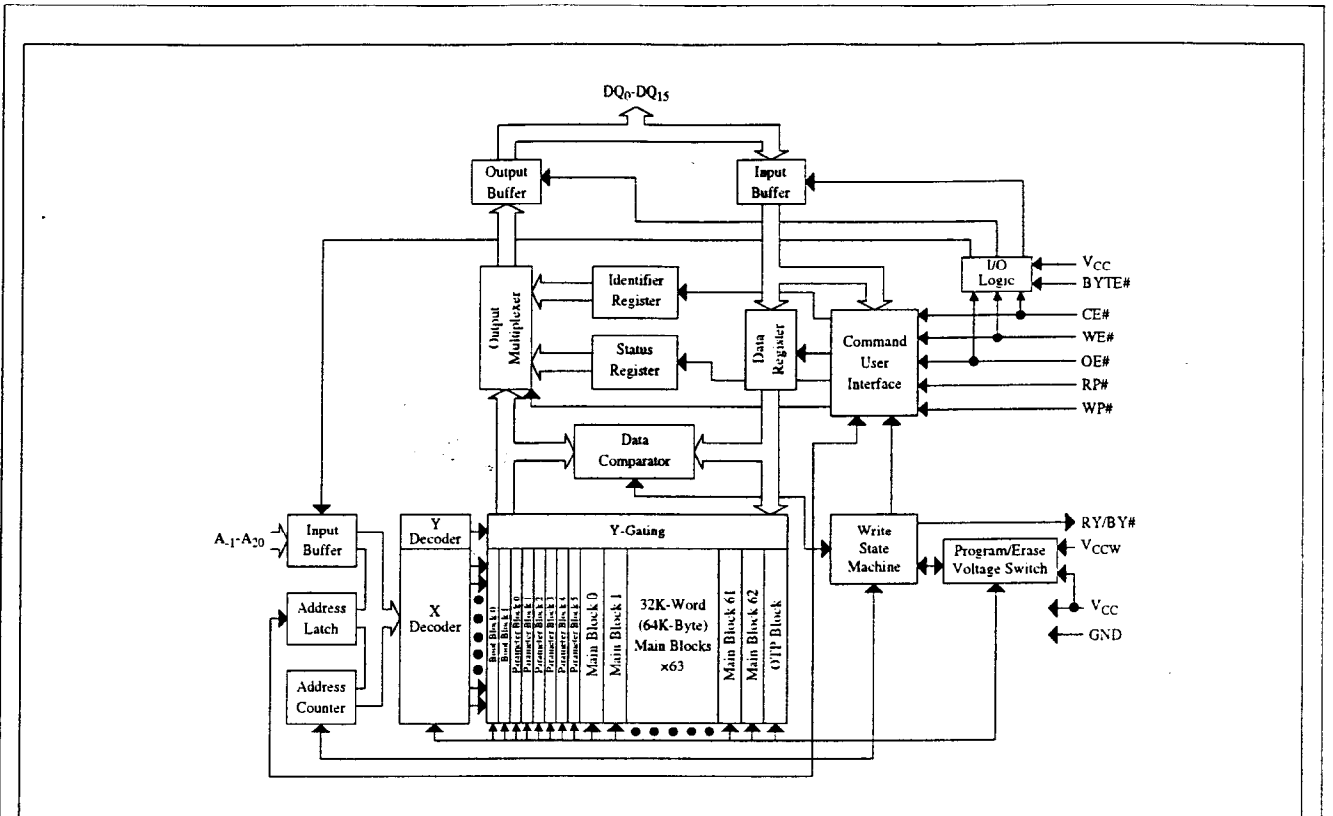 DQ0-DQ15
Output
Buffer
Input
Buffer
I/O
Logic
VCC
BYTE#
CE#
WE#
OE#
RP#
WP#
Output
Multiplexer
Identifier
Register
Status
Register
Data
Register
Command
User
Interface
Data
Comparator
A-1-A20
Input
Buffer
Address
Latch
Address
Counter
Y
Decoder
X
Decoder
Y-Gating
Boot Block 0
Boot Block 1
Parameter Block 0
Parameter Block 1
Parameter Block 2
Parameter Block 3
Parameter Block 4
Parameter Block 5
Main Block 0
Main Block 1
32K-Word
(64K-Byte)
Main Blocks
×63
Main Block 61
Main Block 62
OTP Block
Write
State
Machine
RY/BY#
Program/Erase
Voltage Switch
VCCW
VCC
GND